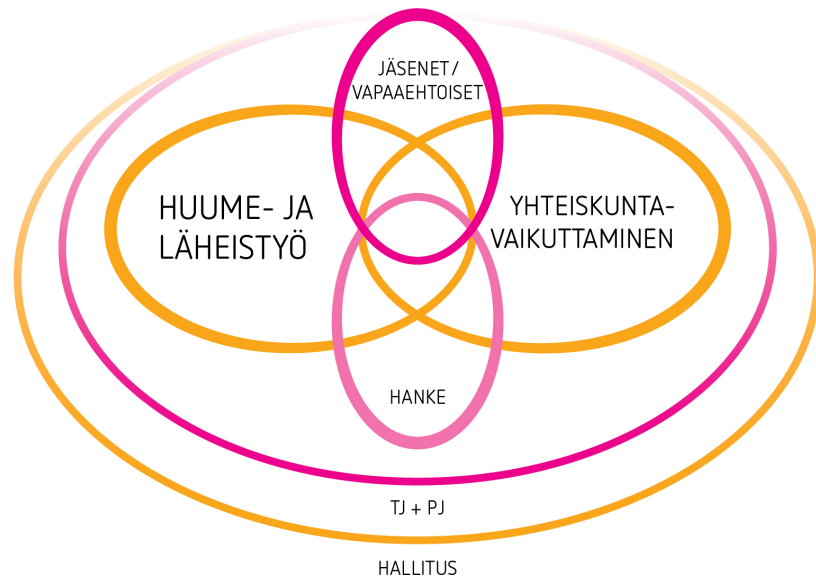 JÄSENET/
VAPAAEHTOISET
HUUME- JA
LÄHEISTYÖ
YHTEISKUNTA-
VAIKUTTAMINEN
HANKE
TJ + PJ
HALLITUS